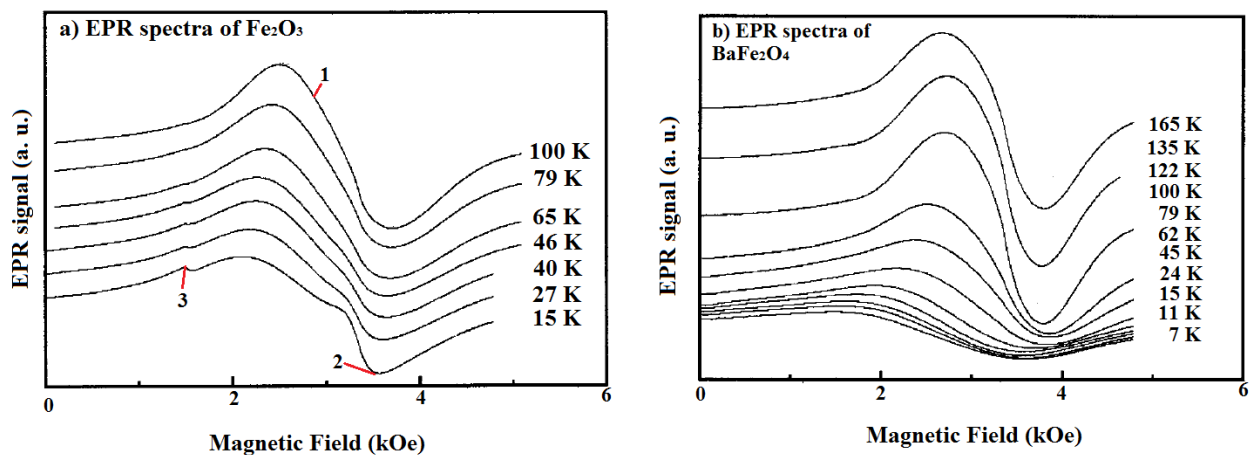 a) EPR spectra of Fe₂O₃
1
EPR signal (a. u.)
100 K
79 K
65 K
46 K
40 K
27 K
15 K
3
2
0
2
4
6
Magnetic Field (kOe)
b) EPR spectra of
BaFe₂O₄
EPR signal (a. u.)
165 K
135 K
122 K
100 K
79 K
62 K
45 K
24 K
15 K
11 K
7 K
0
2
4
6
Magnetic Field (kOe)